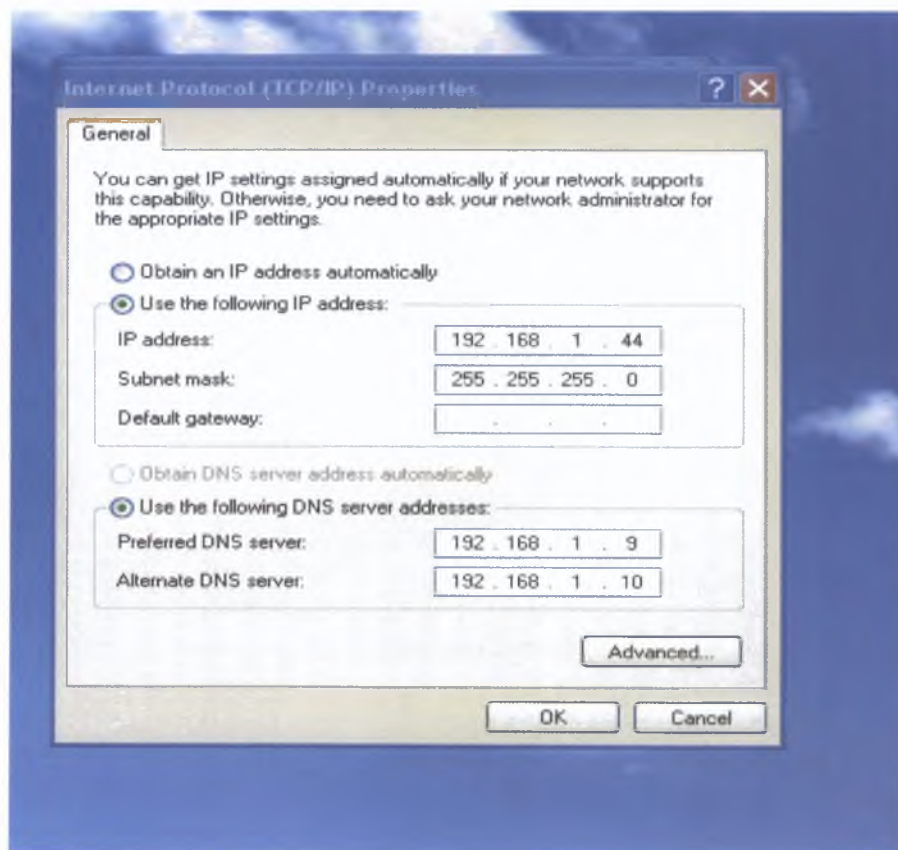 Internet Protocol (TCP/IP) Properties
General
You can get IP settings assigned automatically if your network supports
this capability. Otherwise, you need to ask your network administrator for
the appropriate IP settings.
Obtain an IP address automatically
Use the following IP address:
IP address: 192 . 168 . 1 . 44
Subnet mask: 255 . 255 . 255 . 0
Default gateway: . . .
Obtain DNS server address automatically
Use the following DNS server addresses:
Preferred DNS server: 192 . 168 . 1 . 9
Alternate DNS server: 192 . 168 . 1 . 10
Advanced...
OK Cancel